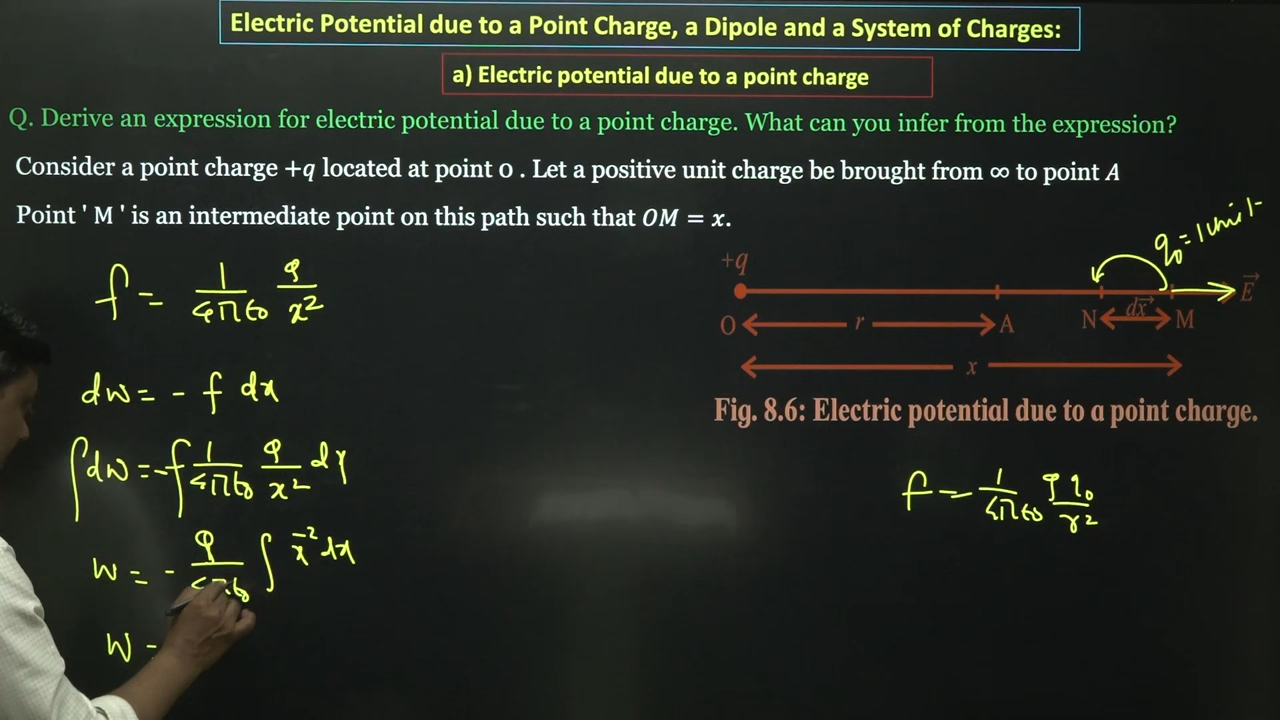 Electric Potential due to a Point Charge, a Dipole and a System of Charges:
a) Electric potential due to a point charge
Q. Derive an expression for electric potential due to a point charge. What can you infer from the expression?
Consider a point charge +q located at point o . Let a positive unit charge be brought from ∞ to point A
Point ' M ' is an intermediate point on this path such that OM = x.
f = 1/4πε₀ q/x²
dw = - f dx
∫dw = -∫ 1/4πε₀ q/x² dx
w = - q/4πε₀ ∫ x⁻² dx
W =
q₀ = 1 unit
+q
E⃗
dx⃗
O r A N M
x
Fig. 8.6: Electric potential due to a point charge.
f = 1/4πε₀ q q₀/r²